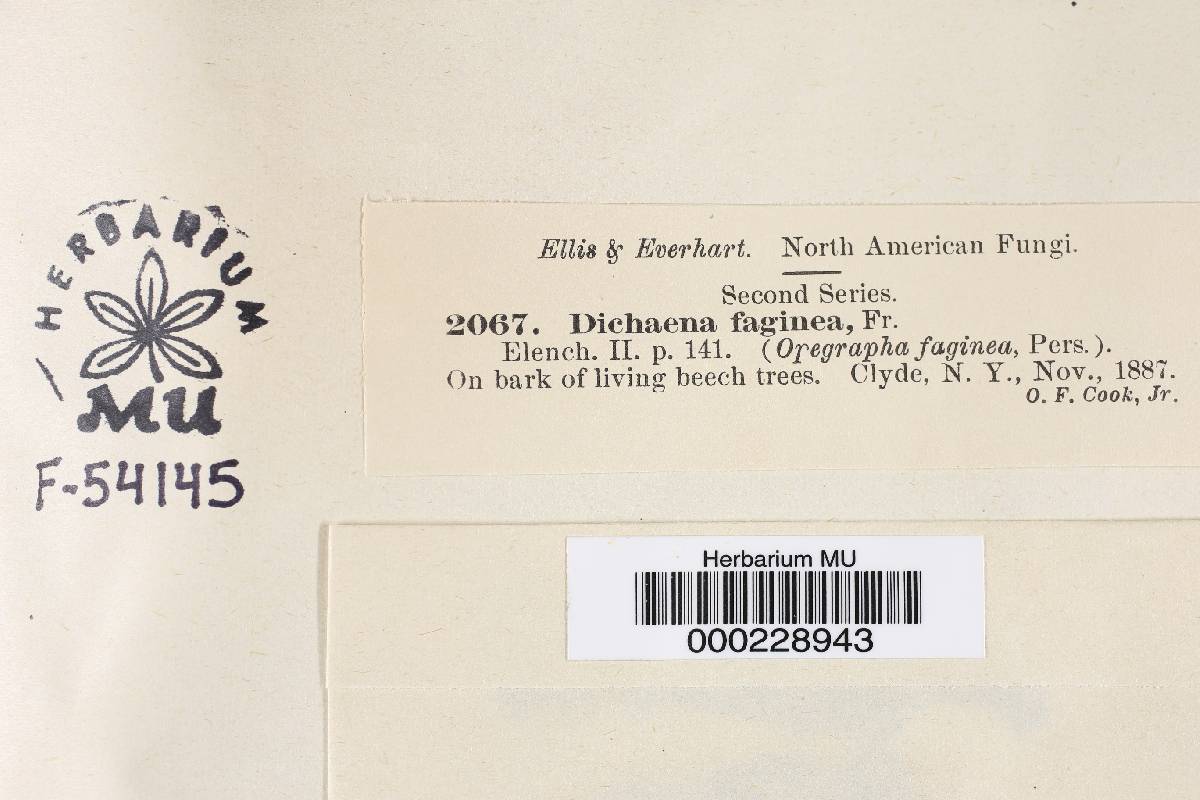 HERBARIUM
MU
F-54145
Ellis & Everhart. North American Fungi.
Second Series.
2067. Dichaena faginea, Fr.
Elench. II. p. 141. (Opegrapha faginea, Pers.).
On bark of living beech trees. Clyde, N. Y., Nov., 1887.
O. F. Cook, Jr.
Herbarium MU
000228943